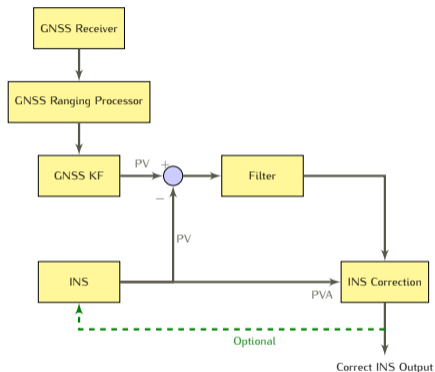 GNSS Receiver
GNSS Ranging Processor
PV
+
GNSS KF
Filter
−
PV
INS
INS Correction
PVA
Optional
Correct INS Output